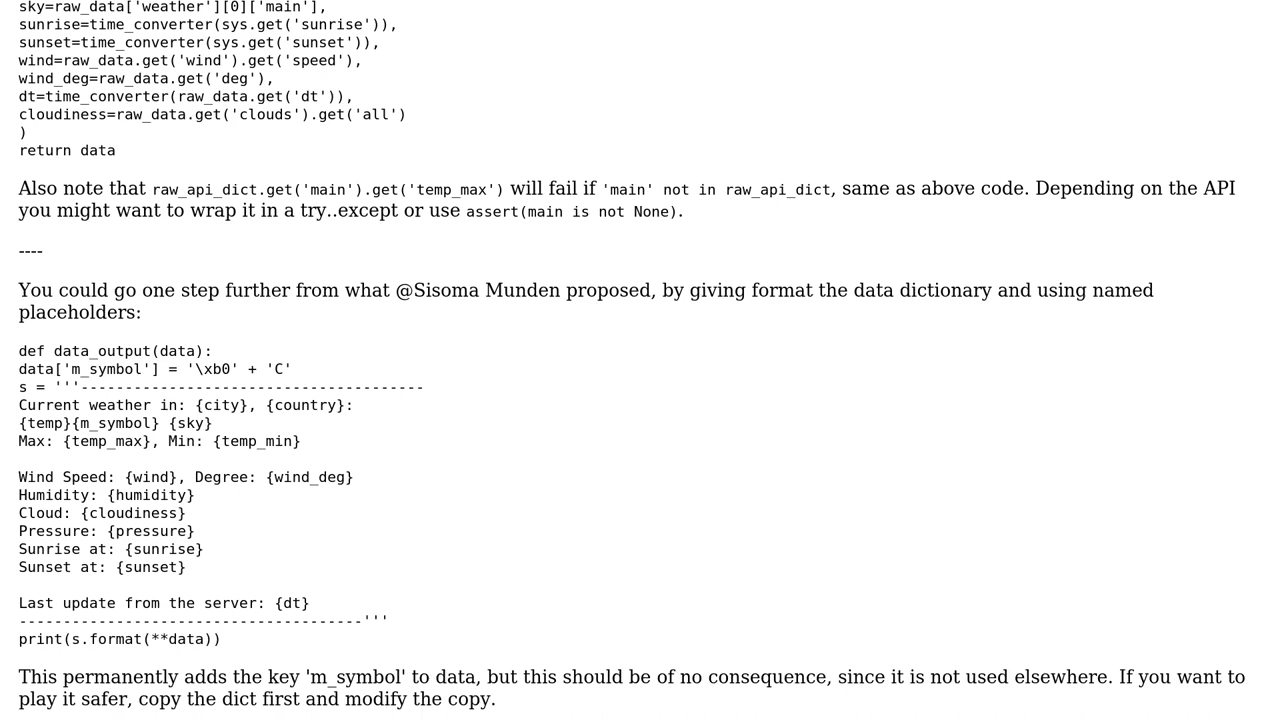 sky=raw_data['weather'][0]['main'],
sunrise=time_converter(sys.get('sunrise')),
sunset=time_converter(sys.get('sunset')),
wind=raw_data.get('wind').get('speed'),
wind_deg=raw_data.get('deg'),
dt=time_converter(raw_data.get('dt')),
cloudiness=raw_data.get('clouds').get('all')
)
return data
Also note that raw_api_dict.get('main').get('temp_max') will fail if 'main' not in raw_api_dict, same as above code. Depending on the API
you might want to wrap it in a try..except or use assert(main is not None).
----
You could go one step further from what @Sisoma Munden proposed, by giving format the data dictionary and using named
placeholders:
def data_output(data):
data['m_symbol'] = '\xb0' + 'C'
s = '''---------------------------------------
Current weather in: {city}, {country}:
{temp}{m_symbol} {sky}
Max: {temp_max}, Min: {temp_min}
Wind Speed: {wind}, Degree: {wind_deg}
Humidity: {humidity}
Cloud: {cloudiness}
Pressure: {pressure}
Sunrise at: {sunrise}
Sunset at: {sunset}
Last update from the server: {dt}
---------------------------------------'''
print(s.format(**data))
This permanently adds the key 'm_symbol' to data, but this should be of no consequence, since it is not used elsewhere. If you want to
play it safer, copy the dict first and modify the copy.